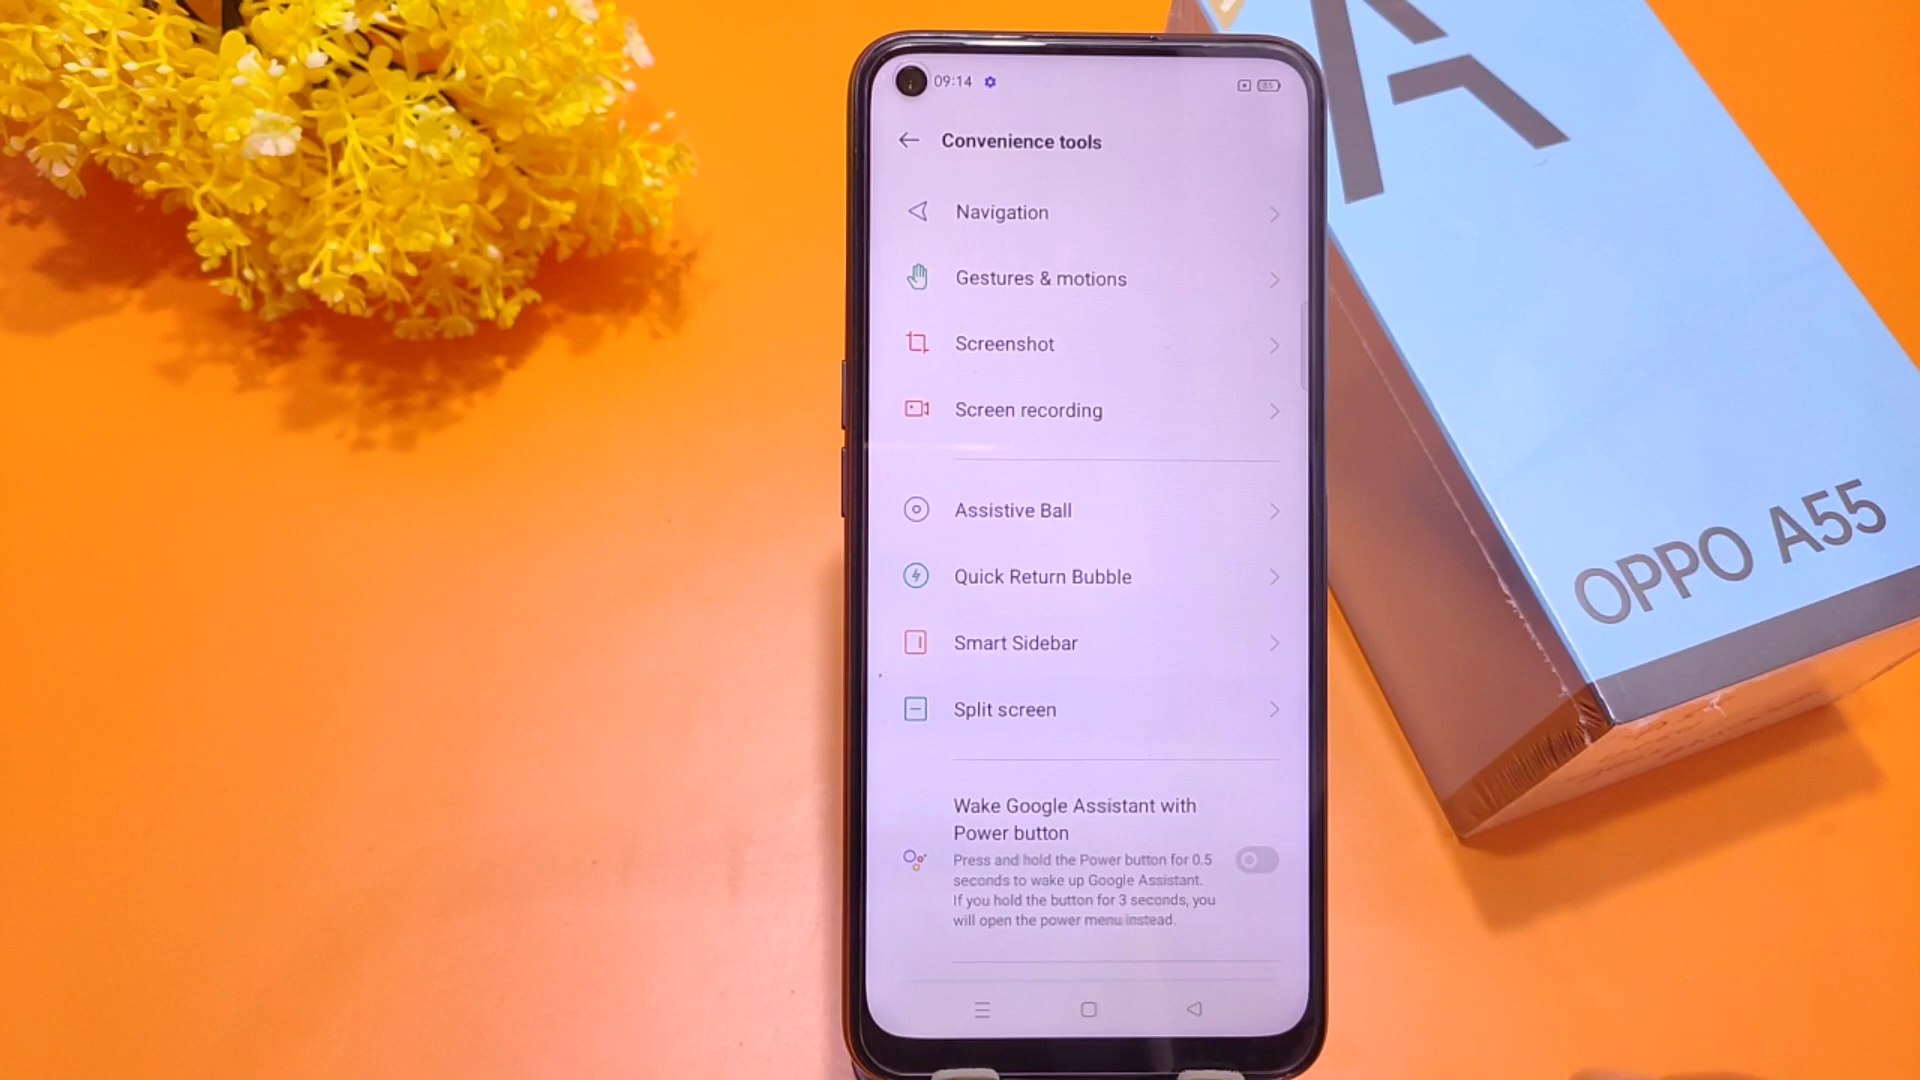 09:14
85
Convenience tools
Navigation
Gestures & motions
Screenshot
Screen recording
Assistive Ball
Quick Return Bubble
Smart Sidebar
Split screen
Wake Google Assistant with
Power button
Press and hold the Power button for 0.5
seconds to wake up Google Assistant.
If you hold the button for 3 seconds, you
will open the power menu instead.
A
OPPO A55